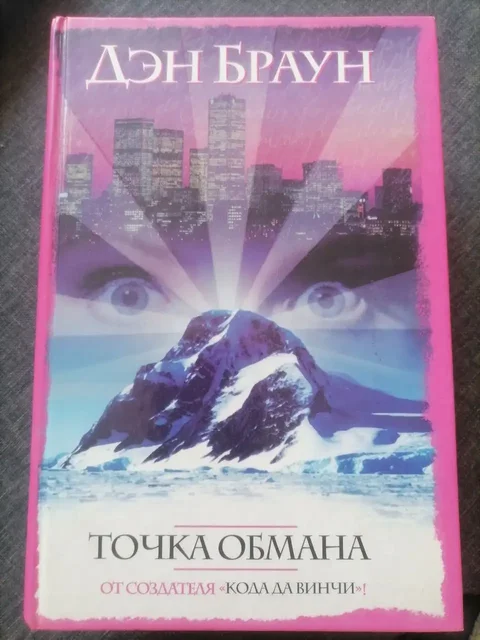 ДЭН БРАУН
ТОЧКА ОБМАНА
ОТ СОЗДАТЕЛЯ «КОДА ДА ВИНЧИ»!